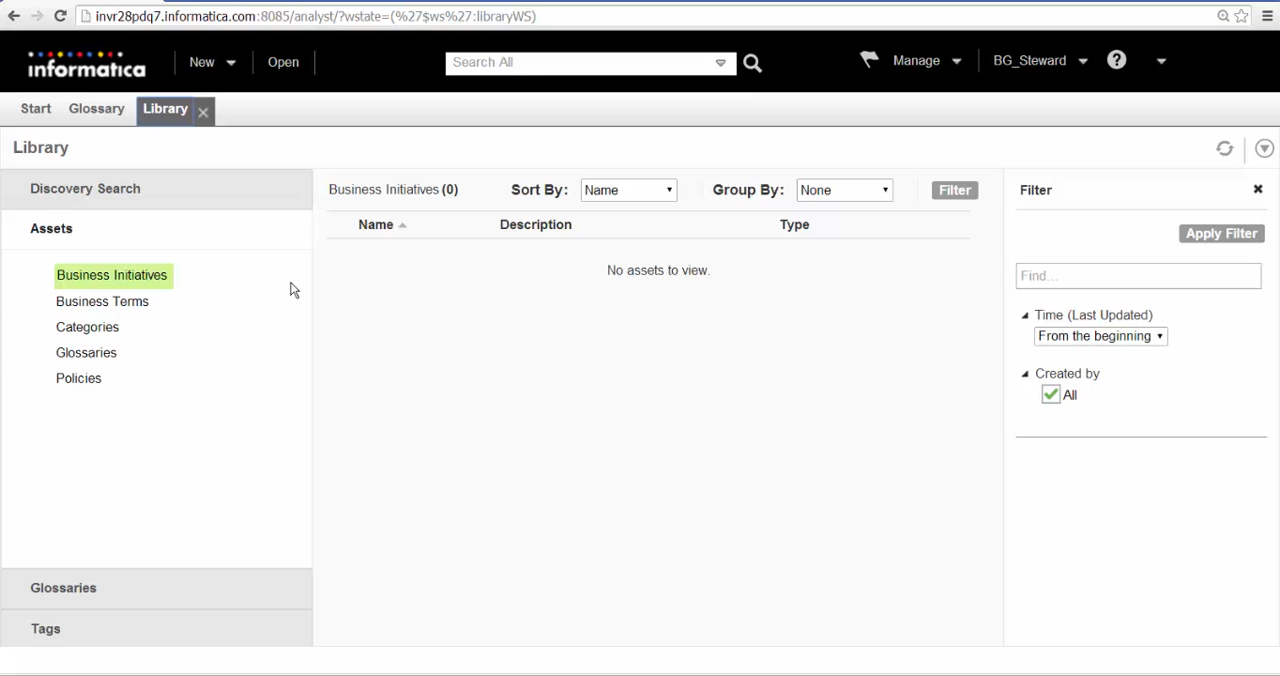 invr28pdq7.informatica.com:8085/analyst/?wstate=(%27$ws%27:libraryWS)
informatica New Open Search All Manage BG_Steward ?
Start Glossary Library
Library
Discovery Search
Assets
Business Initiatives
Business Terms
Categories
Glossaries
Policies
Glossaries
Tags
Business Initiatives (0) Sort By: Name Group By: None Filter
Name Description Type
No assets to view.
Filter
Apply Filter
Find...
Time (Last Updated)
From the beginning
Created by
All